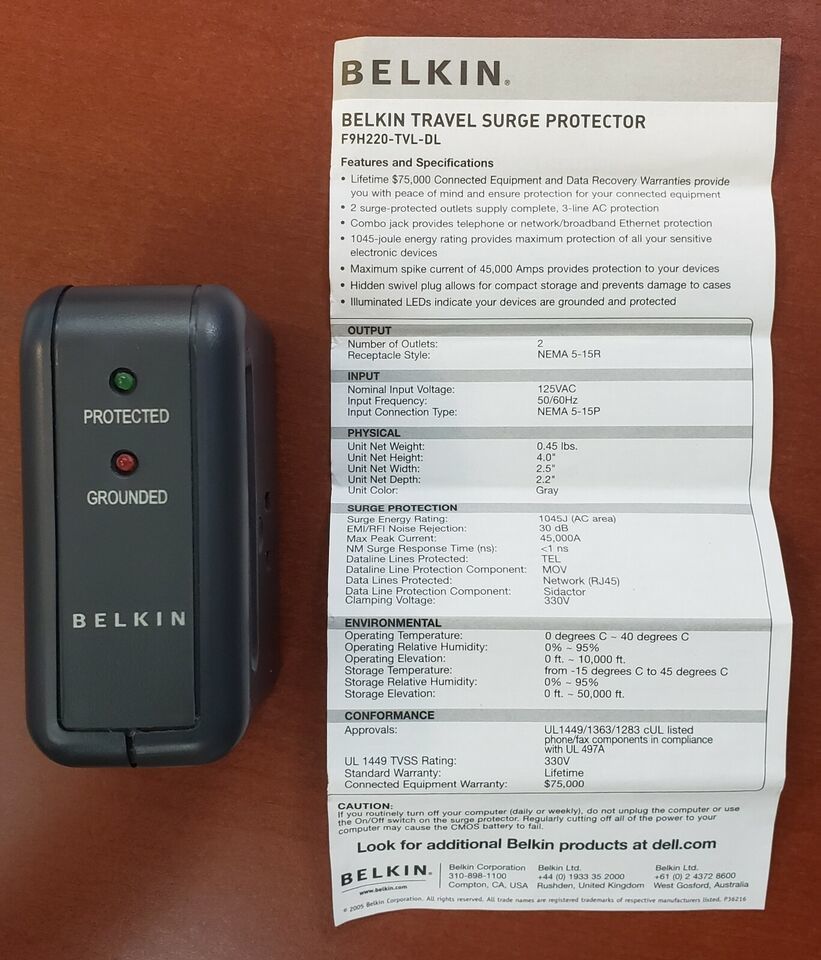 PROTECTED
GROUNDED
BELKIN
BELKIN®
BELKIN TRAVEL SURGE PROTECTOR
F9H220-TVL-DL
Features and Specifications
• Lifetime $75,000 Connected Equipment and Data Recovery Warranties provide
you with peace of mind and ensure protection for your connected equipment
• 2 surge-protected outlets supply complete, 3-line AC protection
• Combo jack provides telephone or network/broadband Ethernet protection
• 1045-joule energy rating provides maximum protection of all your sensitive
electronic devices
• Maximum spike current of 45,000 Amps provides protection to your devices
• Hidden swivel plug allows for compact storage and prevents damage to cases
• Illuminated LEDs indicate your devices are grounded and protected
OUTPUT
Number of Outlets: 2
Receptacle Style: NEMA 5-15R
INPUT
Nominal Input Voltage: 125VAC
Input Frequency: 50/60Hz
Input Connection Type: NEMA 5-15P
PHYSICAL
Unit Net Weight: 0.45 lbs.
Unit Net Height: 4.0"
Unit Net Width: 2.5"
Unit Net Depth: 2.2"
Unit Color: Gray
SURGE PROTECTION
Surge Energy Rating: 1045J (AC area)
EMI/RFI Noise Rejection: 30 dB
Max Peak Current: 45,000A
NM Surge Response Time (ns): <1 ns
Dataline Lines Protected: TEL
Dataline Line Protection Component: MOV
Data Lines Protected: Network (RJ45)
Data Line Protection Component: Sidactor
Clamping Voltage: 330V
ENVIRONMENTAL
Operating Temperature: 0 degrees C ~ 40 degrees C
Operating Relative Humidity: 0% ~ 95%
Operating Elevation: 0 ft. ~ 10,000 ft.
Storage Temperature: from -15 degrees C to 45 degrees C
Storage Relative Humidity: 0% ~ 95%
Storage Elevation: 0 ft. ~ 50,000 ft.
CONFORMANCE
Approvals: UL1449/1363/1283 cUL listed
phone/fax components in compliance
with UL 497A
UL 1449 TVSS Rating: 330V
Standard Warranty: Lifetime
Connected Equipment Warranty: $75,000
CAUTION:
If you routinely turn off your computer (daily or weekly), do not unplug the computer or use
the On/Off switch on the surge protector. Regularly cutting off all of the power to your
computer may cause the CMOS battery to fail.
Look for additional Belkin products at dell.com
BELKIN®
www.belkin.com
Belkin Corporation
310-898-1100
Compton, CA, USA
Belkin Ltd.
+44 (0) 1933 35 2000
Rushden, United Kingdom
Belkin Ltd.
+61 (0) 2 4372 8600
West Gosford, Australia
© 2005 Belkin Corporation. All rights reserved. All trade names are registered trademarks of respective manufacturers listed. P36216